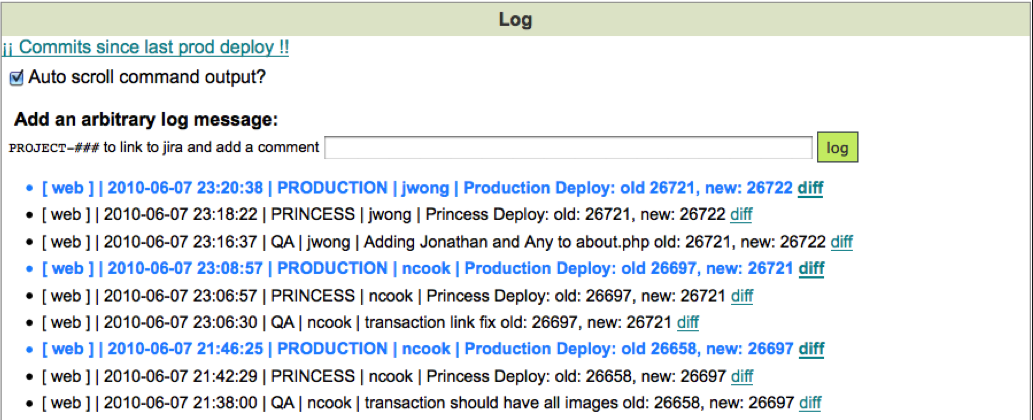 Log
¡¡ Commits since last prod deploy !!
Auto scroll command output?
Add an arbitrary log message:
PROJECT-### to link to jira and add a comment log
• [ web ] | 2010-06-07 23:20:38 | PRODUCTION | jwong | Production Deploy: old 26721, new: 26722 diff
• [ web ] | 2010-06-07 23:18:22 | PRINCESS | jwong | Princess Deploy: old: 26721, new: 26722 diff
• [ web ] | 2010-06-07 23:16:37 | QA | jwong | Adding Jonathan and Any to about.php old: 26721, new: 26722 diff
• [ web ] | 2010-06-07 23:08:57 | PRODUCTION | ncook | Production Deploy: old 26697, new: 26721 diff
• [ web ] | 2010-06-07 23:06:57 | PRINCESS | ncook | Princess Deploy: old: 26697, new: 26721 diff
• [ web ] | 2010-06-07 23:06:30 | QA | ncook | transaction link fix old: 26697, new: 26721 diff
• [ web ] | 2010-06-07 21:46:25 | PRODUCTION | ncook | Production Deploy: old 26658, new: 26697 diff
• [ web ] | 2010-06-07 21:42:29 | PRINCESS | ncook | Princess Deploy: old: 26658, new: 26697 diff
• [ web ] | 2010-06-07 21:38:00 | QA | ncook | transaction should have all images old: 26658, new: 26697 diff